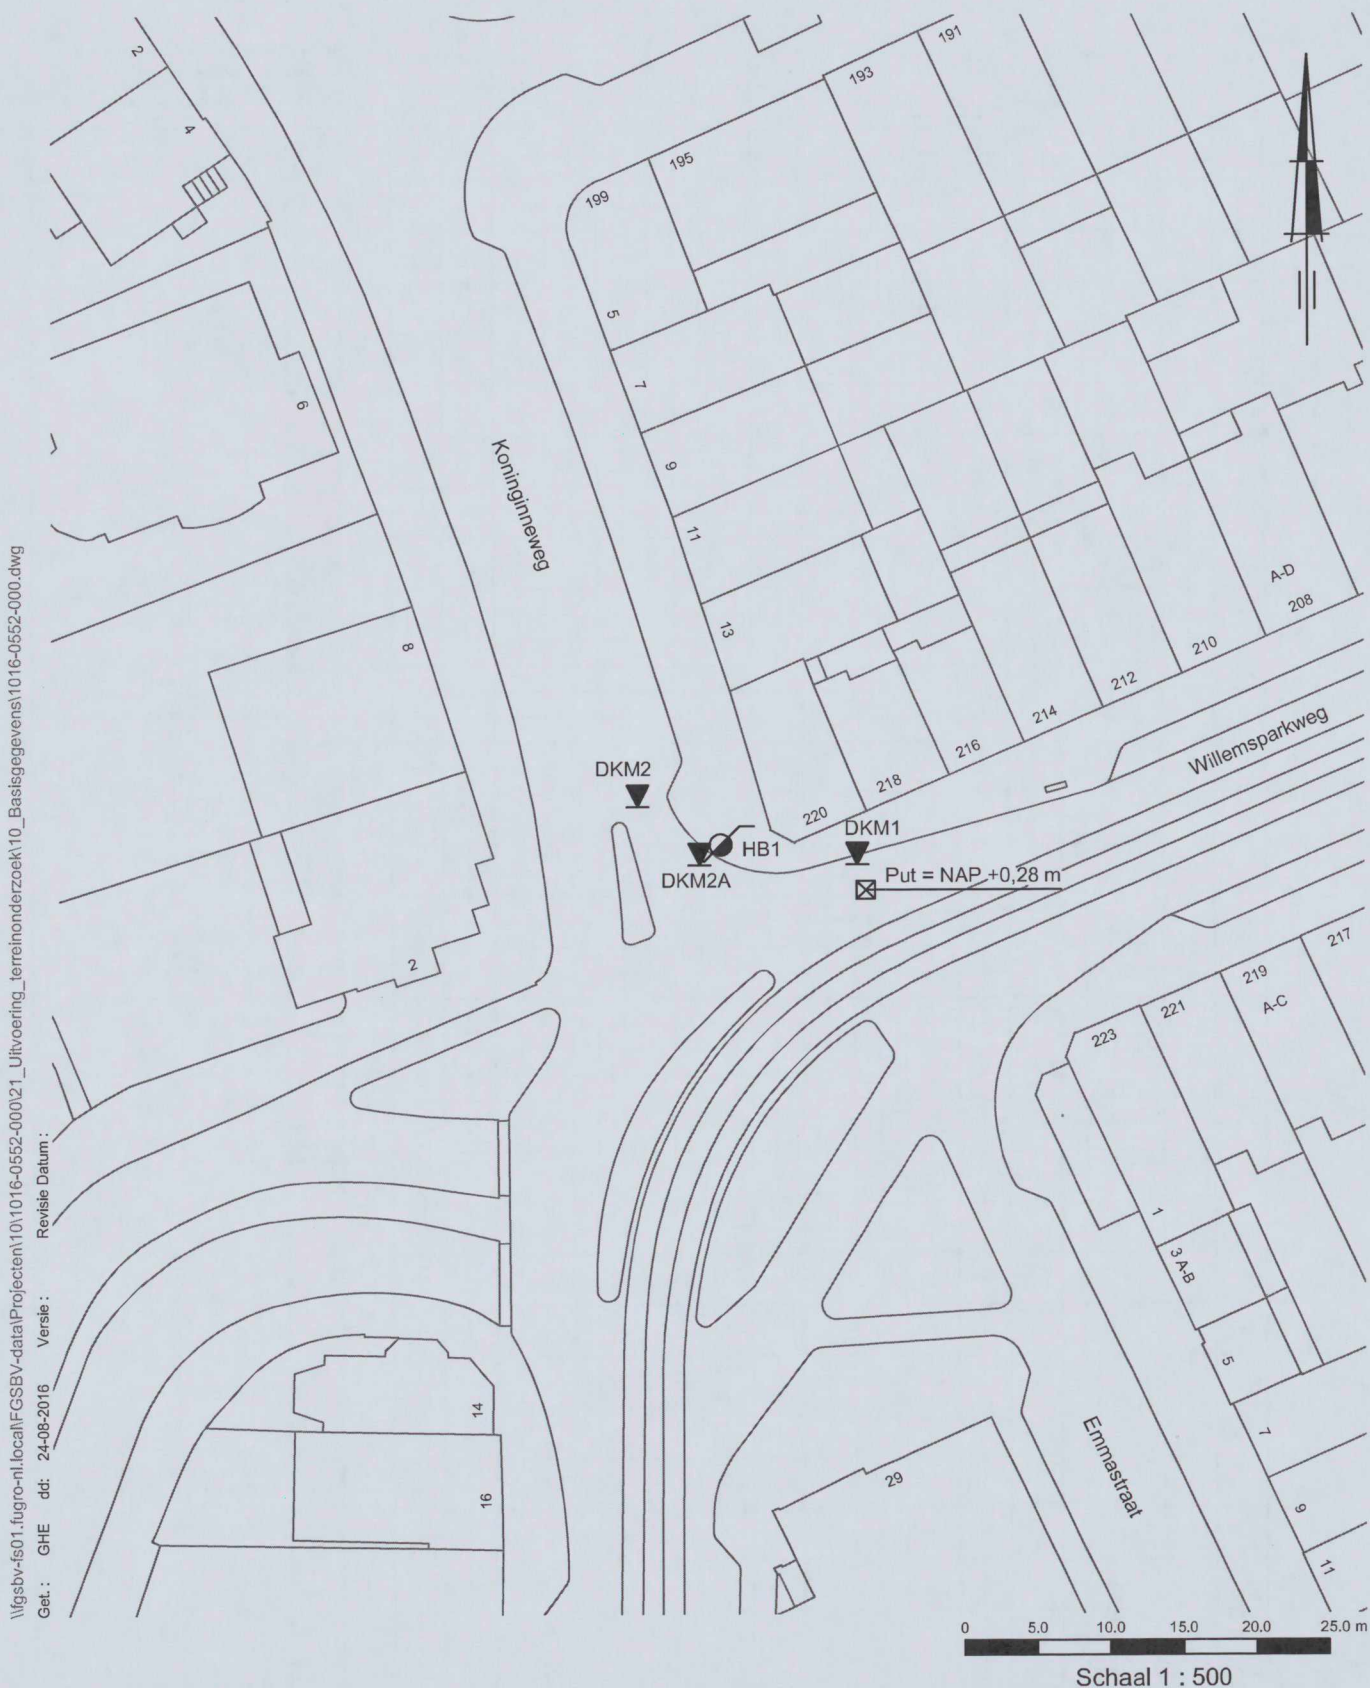 2
4
6
8
2
14
16
Koninginneweg
199
195
193
191
5
7
9
11
13
220
218
216
214
212
210
208
A-D
Willemsparkweg
DKM2
DKM2A
HB1
DKM1
Put = NAP +0,28 m
217
219
A-C
221
223
1
3 A-B
5
7
9
11
29
Emmastraat
0 5.0 10.0 15.0 20.0 25.0 m
Schaal 1 : 500
\\fgsbv-fs01.fugro-nl.local\FGSBV-data\Projecten\10\1016-0552-000\21_Uitvoering_terreinonderzoek\10_Basisgegevens\1016-0552-000.dwg
Get. : GHE dd: 24-08-2016 Versie : Revisie Datum :